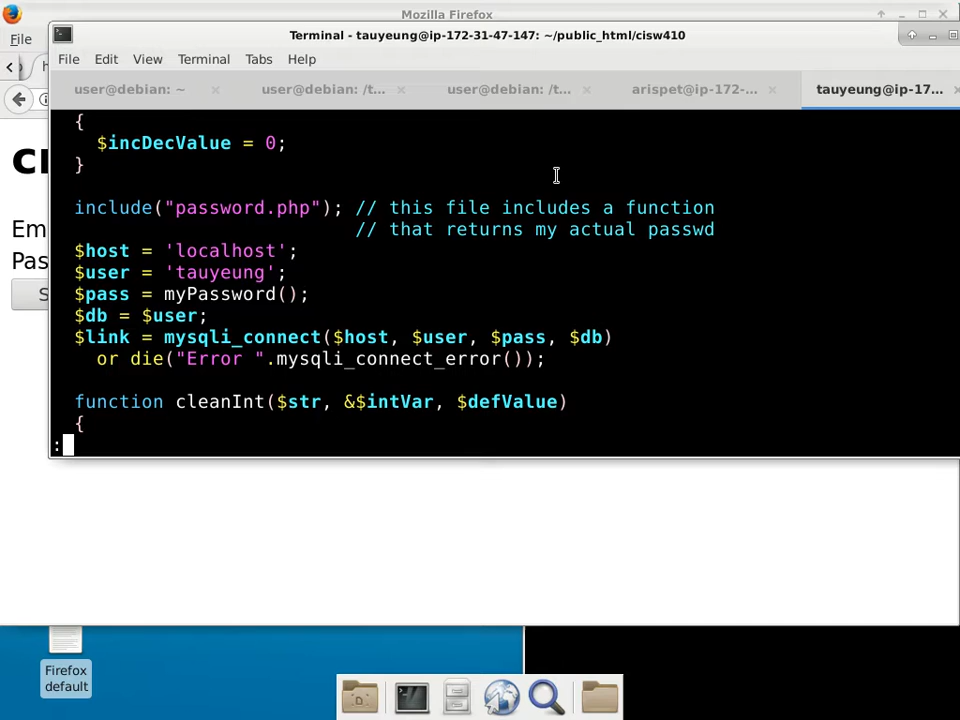 Mozilla Firefox
File
Terminal - tauyeung@ip-172-31-47-147: ~/public_html/cisw410
File Edit View Terminal Tabs Help
user@debian: ~ user@debian: /t... user@debian: /t... arispet@ip-172-... tauyeung@ip-17...
{
$incDecValue = 0;
}
include("password.php"); // this file includes a function
// that returns my actual passwd
$host = 'localhost';
$user = 'tauyeung';
$pass = myPassword();
$db = $user;
$link = mysqli_connect($host, $user, $pass, $db)
or die("Error ".mysqli_connect_error());
function cleanInt($str, &$intVar, $defValue)
{
:
Em
Pas
S
Firefox
default